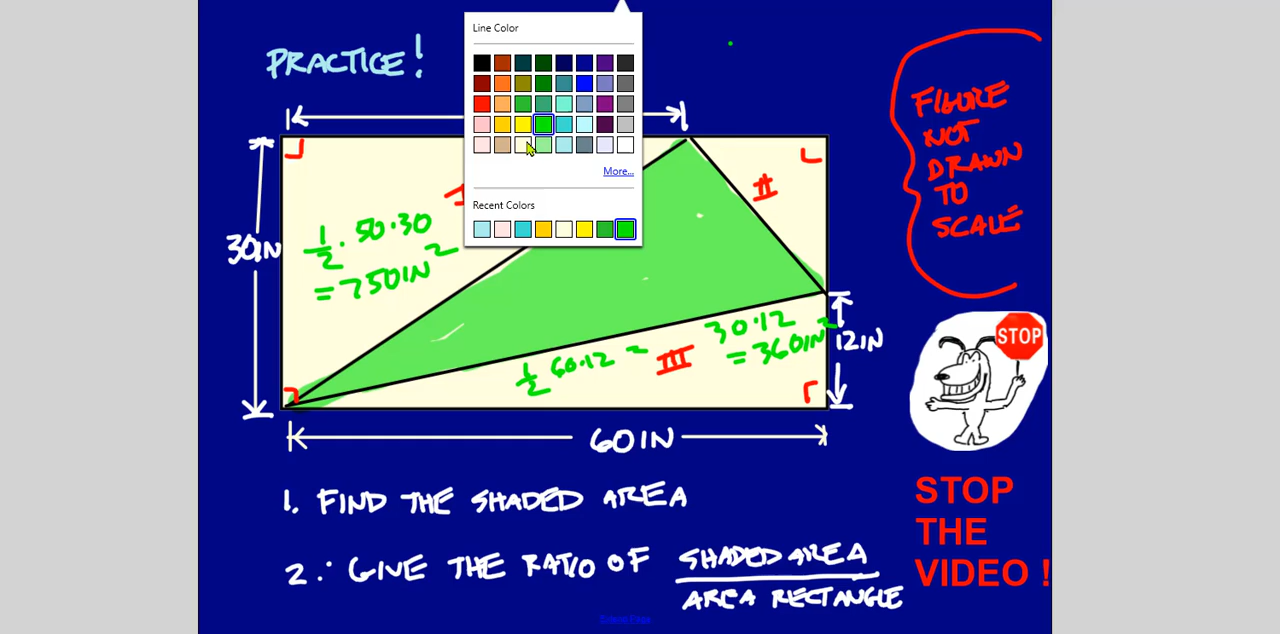 Line Color
PRACTICE!
More...
Recent Colors
FIGURE
NOT
DRAWN
TO
SCALE
II
30IN
1/2 · 50·30
= 750IN²
STOP
30·12
= 360IN²
12IN
1/2 60·12 =
III
60IN
STOP
THE
VIDEO !
1. FIND THE SHADED AREA
2. GIVE THE RATIO OF SHADED AREA
AREA RECTANGLE